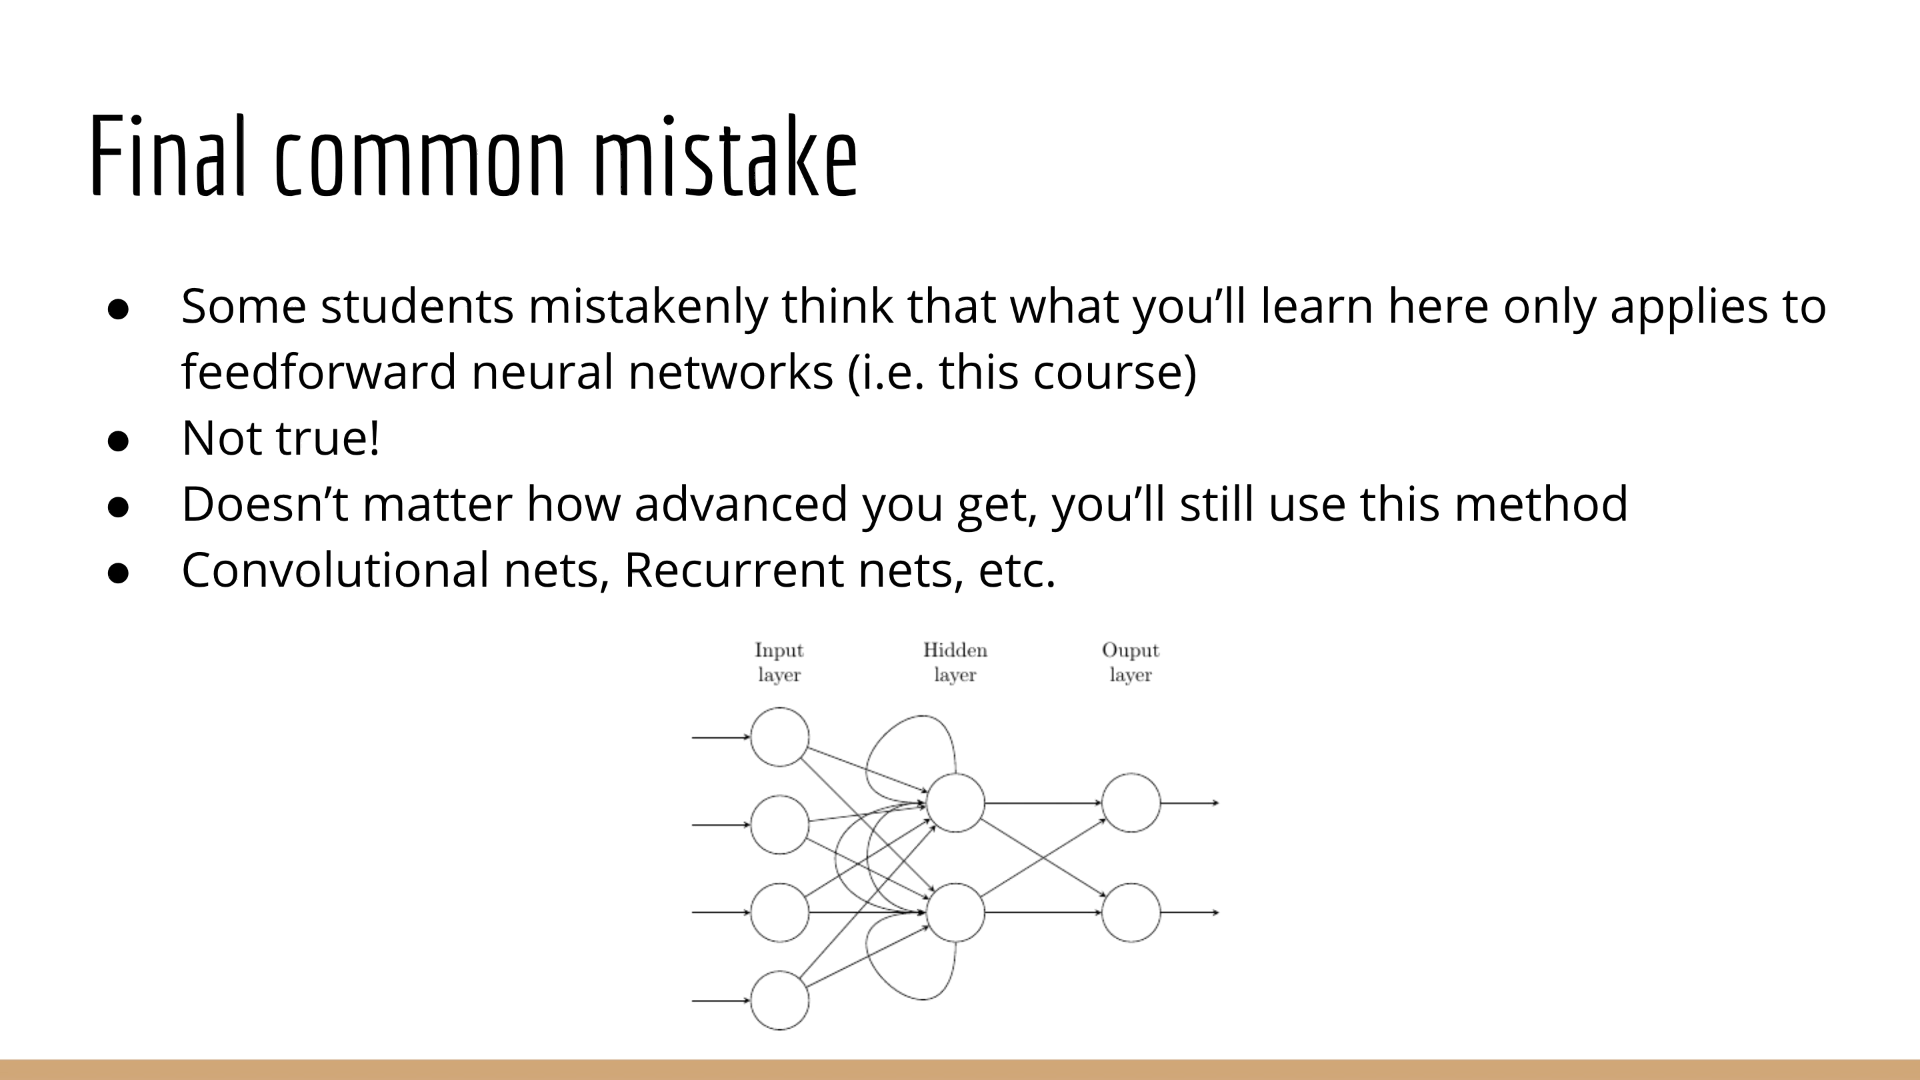 Final common mistake
● Some students mistakenly think that what you’ll learn here only applies to
feedforward neural networks (i.e. this course)
● Not true!
● Doesn’t matter how advanced you get, you’ll still use this method
● Convolutional nets, Recurrent nets, etc.
Input
layer
Hidden
layer
Ouput
layer